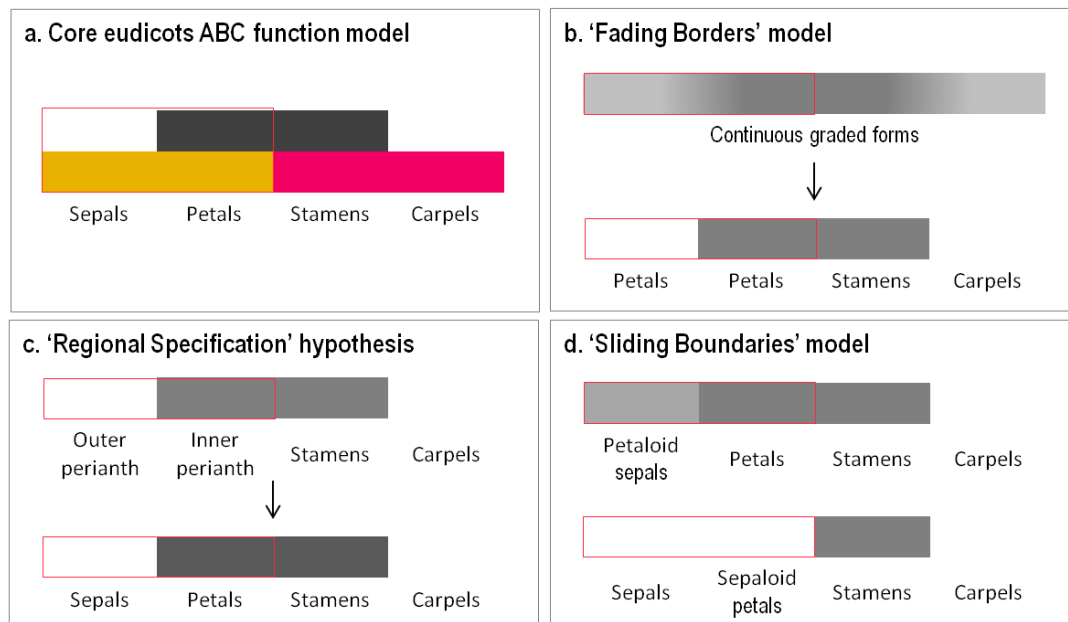 a. Core eudicots ABC function model
Sepals Petals Stamens Carpels
b. ‘Fading Borders’ model
Continuous graded forms
Petals Petals Stamens Carpels
c. ‘Regional Specification’ hypothesis
Outer perianth Inner perianth Stamens Carpels
Sepals Petals Stamens Carpels
d. ‘Sliding Boundaries’ model
Petaloid sepals Petals Stamens Carpels
Sepals Sepaloid petals Stamens Carpels